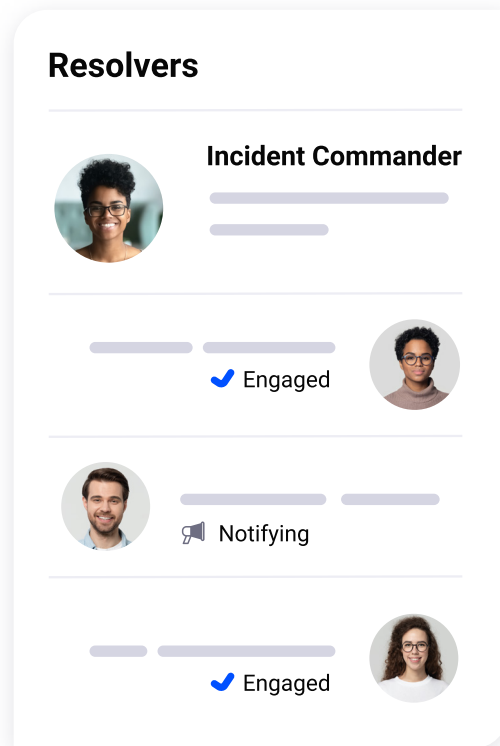 Resolvers
Incident Commander
Engaged
Notifying
Engaged